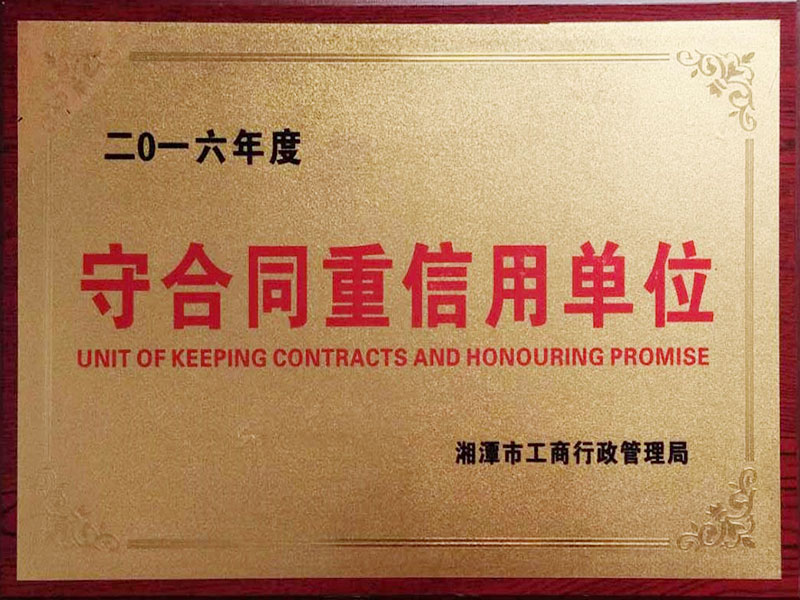 二0一六年度
守合同重信用单位
UNIT OF KEEPING CONTRACTS AND HONOURING PROMISE
湘潭市工商行政管理局